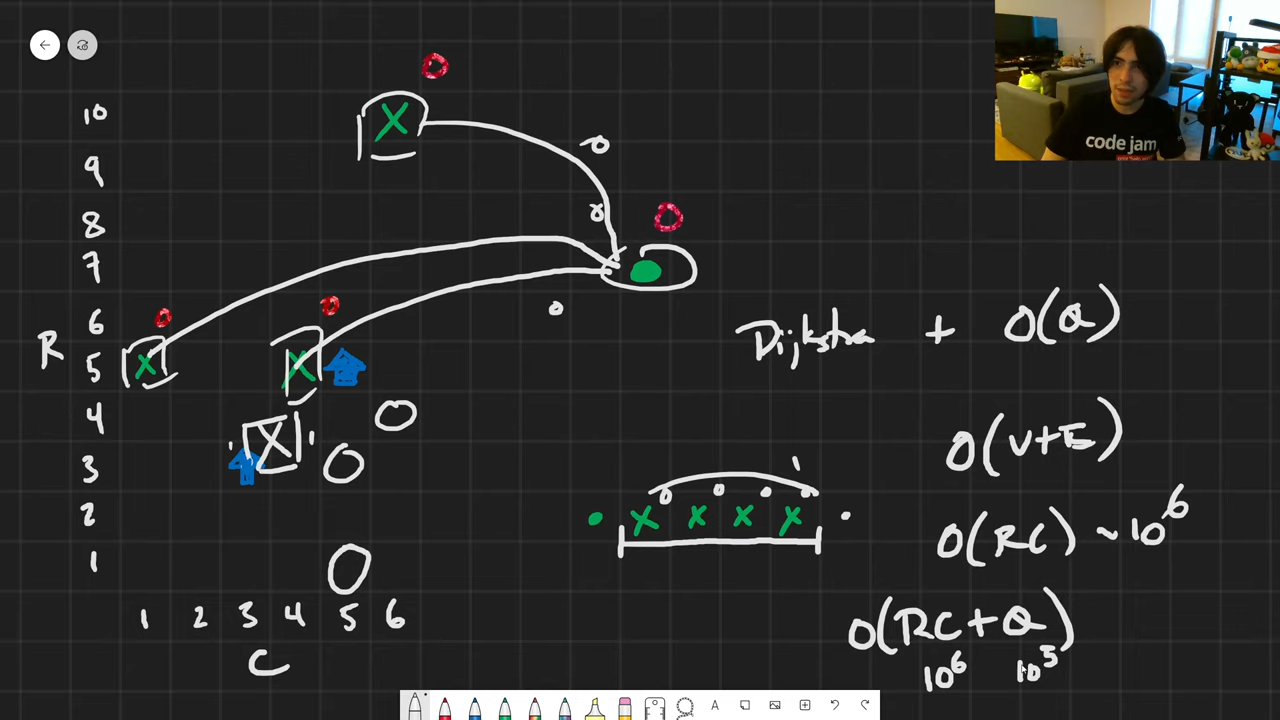 10
9
8
7
6
R 5
4
3
2
1
1 2 3 4 5 6
C
X
X
X
X
X X X X
Dijkstra + O(Q)
O(V+E)
O(RC) ~ 10^6
O(RC+Q)
10^6 10^5
code jam
A